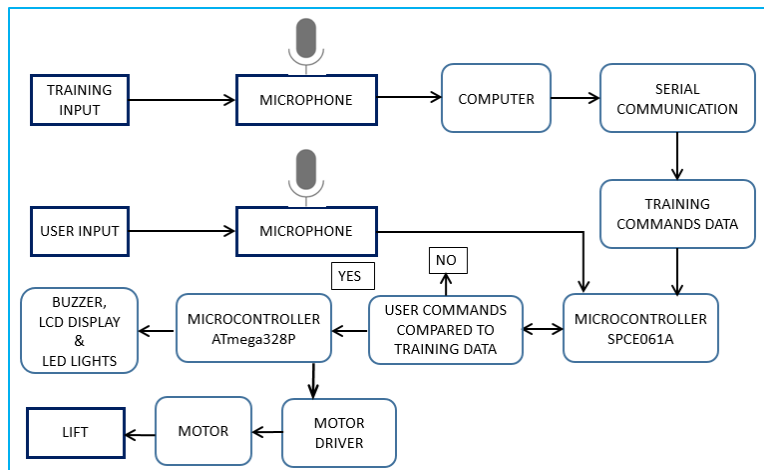 TRAINING
INPUT
MICROPHONE
COMPUTER
SERIAL
COMMUNICATION
USER INPUT
MICROPHONE
TRAINING
COMMANDS DATA
NO
YES
BUZZER,
LCD DISPLAY
&
LED LIGHTS
MICROCONTROLLER
ATmega328P
USER COMMANDS
COMPARED TO
TRAINING DATA
MICROCONTROLLER
SPCE061A
LIFT
MOTOR
MOTOR
DRIVER